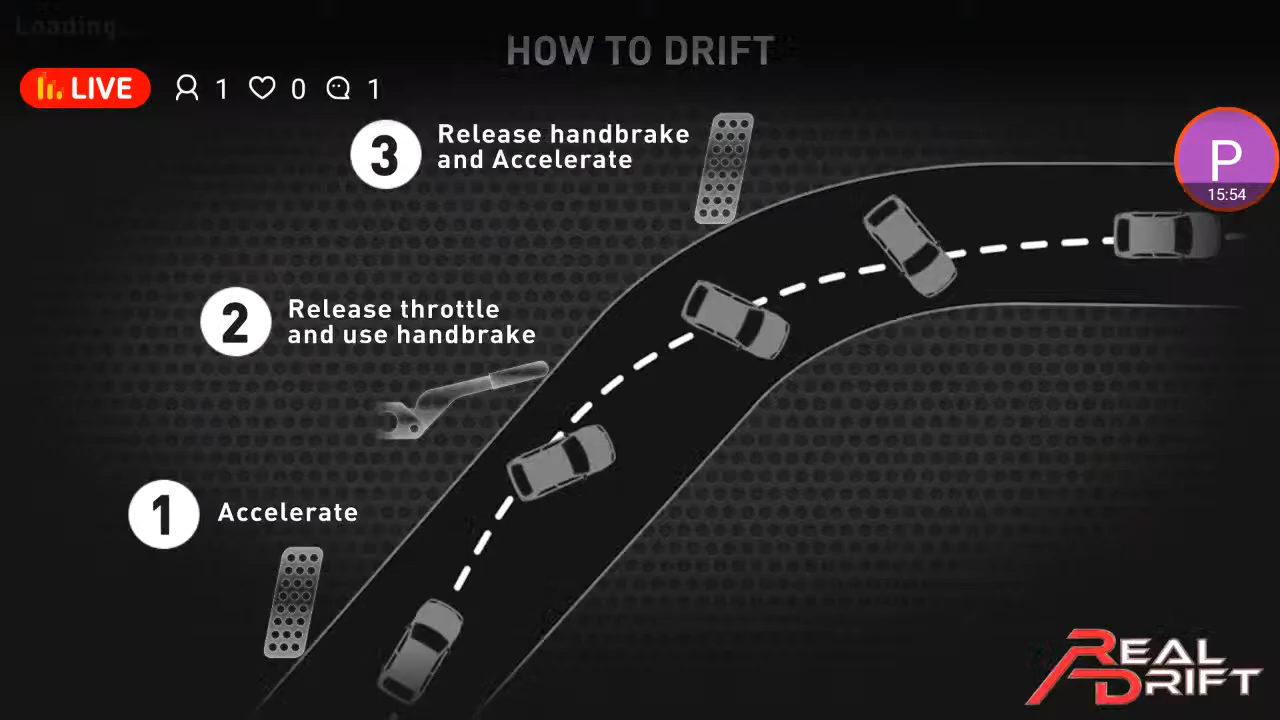 Loading...
HOW TO DRIFT
LIVE 1 0 1
3 Release handbrake
and Accelerate
P
15:54
2 Release throttle
and use handbrake
1 Accelerate
REAL
DRIFT